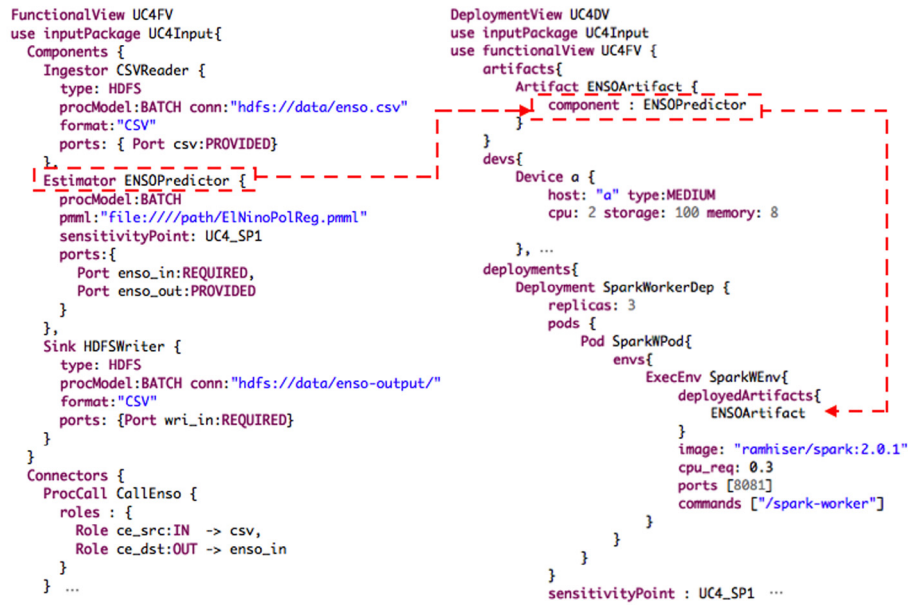 FunctionalView UC4FV
use inputPackage UC4Input{
Components {
Ingestor CSVReader {
type: HDFS
procModel:BATCH conn:"hdfs://data/enso.csv"
format:"CSV"
ports: { Port csv:PROVIDED}
},
Estimator ENSOPredictor {
procModel:BATCH
pmml:"file:////path/ElNinoPolReg.pmml"
sensitivityPoint: UC4_SP1
ports:{
Port enso_in:REQUIRED,
Port enso_out:PROVIDED
}
},
Sink HDFSWriter {
type: HDFS
procModel:BATCH conn:"hdfs://data/enso-output/"
format:"CSV"
ports: {Port wri_in:REQUIRED}
}
}
Connectors {
ProcCall CallEnso {
roles : {
Role ce_src:IN -> csv,
Role ce_dst:OUT -> enso_in
}
} ...
DeploymentView UC4DV
use inputPackage UC4Input
use functionalView UC4FV {
artifacts{
Artifact ENSOArtifact {
component : ENSOPredictor
}
}
devs{
Device a {
host: "a" type:MEDIUM
cpu: 2 storage: 100 memory: 8
}, ...
deployments{
Deployment SparkWorkerDep {
replicas: 3
pods {
Pod SparkWPod{
envs{
ExecEnv SparkWEnv{
deployedArtifacts{
ENSOArtifact
}
image: "ramhiser/spark:2.0.1"
cpu_req: 0.3
ports [8081]
commands ["/spark-worker"]
}
}
}
}
sensitivityPoint : UC4_SP1 ...